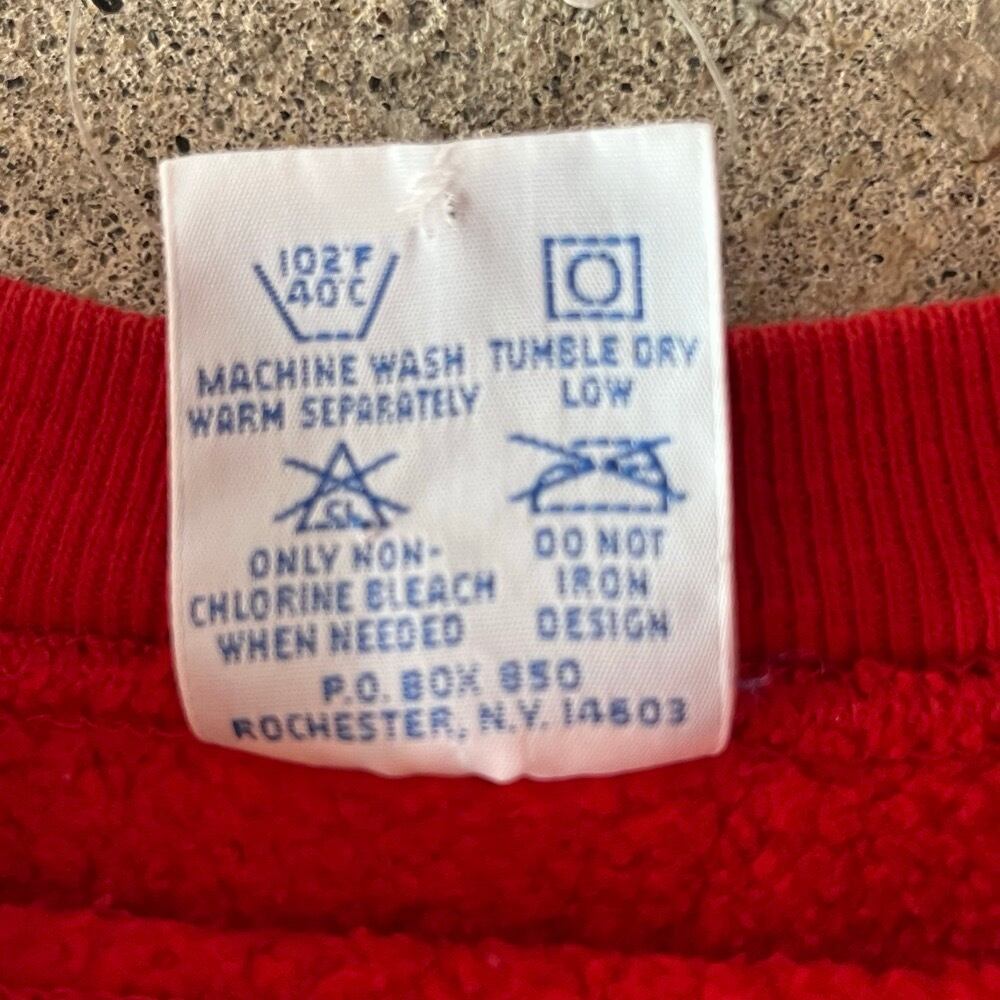 102°F
40°C
MACHINE WASH
WARM SEPARATELY
TUMBLE DRY
LOW
CL
ONLY NON-
CHLORINE BLEACH
WHEN NEEDED
DO NOT
IRON
DESIGN
P.O. BOX 850
ROCHESTER, N.Y. 14603